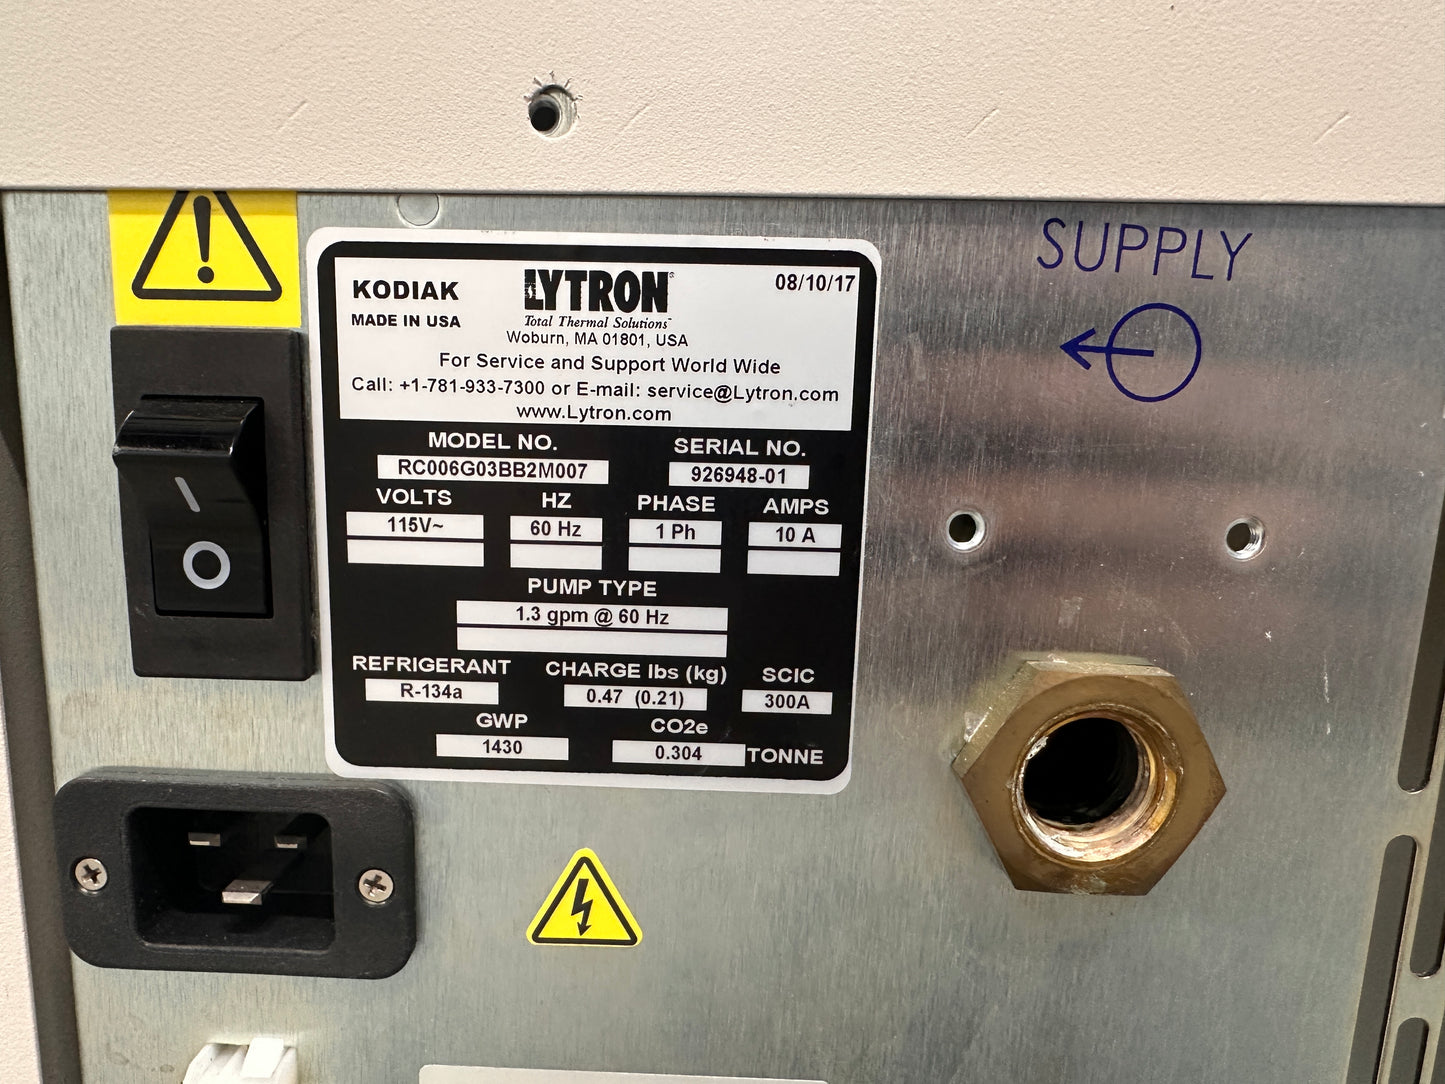 SUPPLY
KODIAK
LYTRON®
08/10/17
MADE IN USA
Total Thermal Solutions™
Woburn, MA 01801, USA
For Service and Support World Wide
Call: +1-781-933-7300 or E-mail: service@Lytron.com
www.Lytron.com
MODEL NO. SERIAL NO.
RC006G03BB2M007 926948-01
VOLTS HZ PHASE AMPS
115V~ 60 Hz 1 Ph 10 A
PUMP TYPE
1.3 gpm @ 60 Hz
REFRIGERANT CHARGE lbs (kg) SCIC
R-134a 0.47 (0.21) 300A
GWP CO2e
1430 0.304 TONNE
I
O